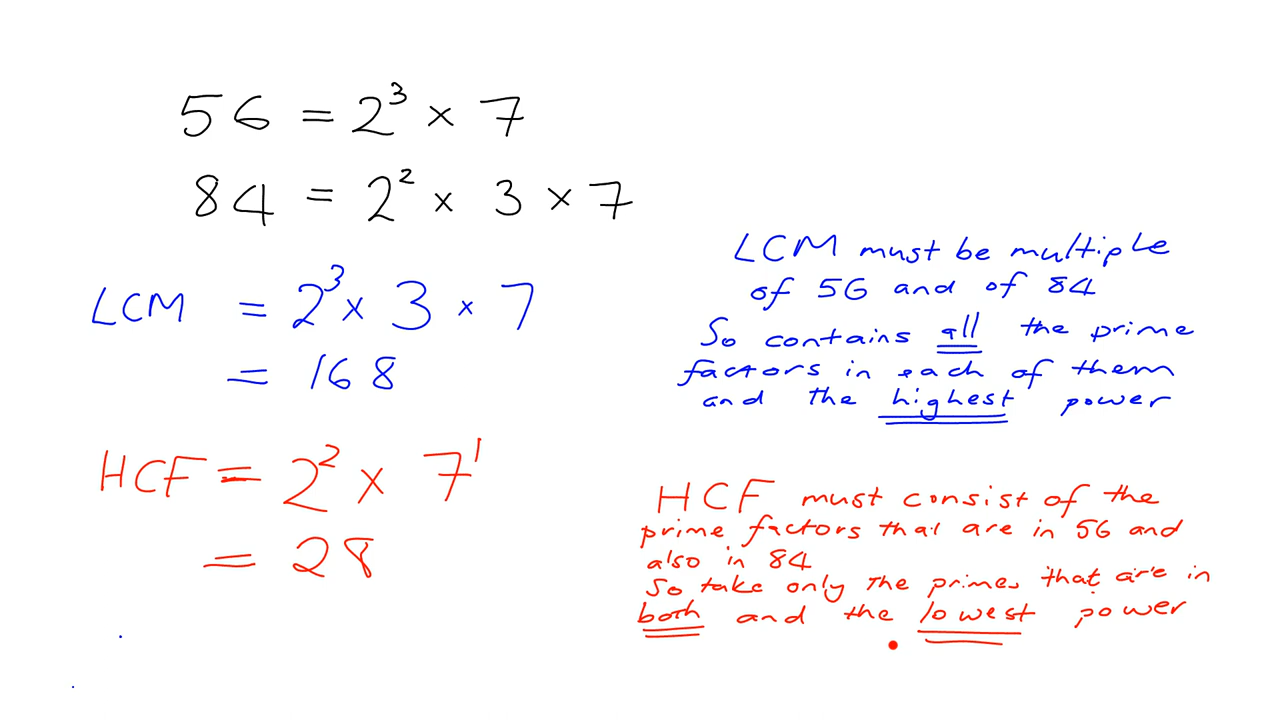 56 = 2³ × 7
84 = 2² × 3 × 7
LCM = 2³ × 3 × 7
= 168
LCM must be multiple
of 56 and of 84
So contains all the prime
factors in each of them
and the highest power
HCF = 2² × 7¹
= 28
HCF must consist of the
prime factors that are in 56 and
also in 84
So take only the primes that are in
both and the lowest power